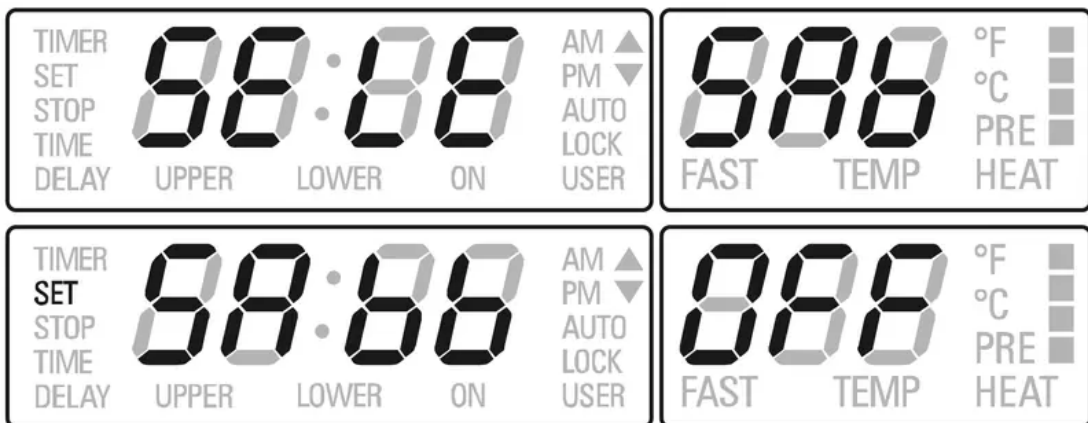 TIMER
SET
STOP
TIME
DELAY
SE:LE
UPPER LOWER ON
AM ▲
PM ▼
AUTO
LOCK
USER
SAb
FAST TEMP
°F
°C
PRE
HEAT
TIMER
SET
STOP
TIME
DELAY
SA:bb
UPPER LOWER ON
AM ▲
PM ▼
AUTO
LOCK
USER
OFF
FAST TEMP
°F
°C
PRE
HEAT